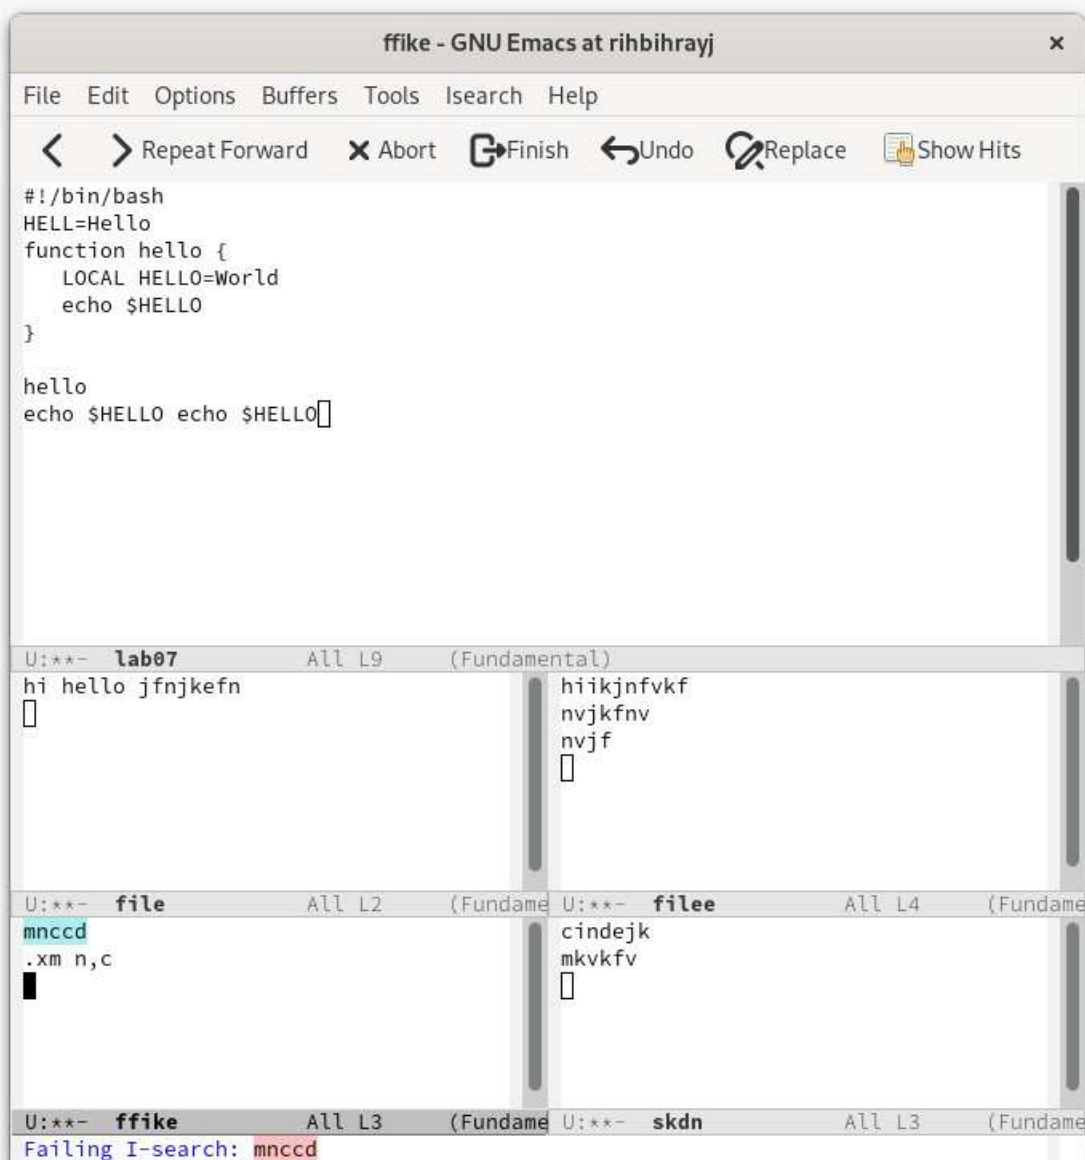 ffike - GNU Emacs at rihbihrayj ×
File Edit Options Buffers Tools Isearch Help
Repeat Forward Abort Finish Undo Replace Show Hits
#!/bin/bash
HELL=Hello
function hello {
   LOCAL HELLO=World
   echo $HELLO
}
hello
echo $HELLO echo $HELLO
U:**-  lab07          All L9     (Fundamental)
hi hello jfnjkefn
U:**-  file           All L2     (Fundame
hiikjnfvkf
nvjkfnv
nvjf
U:**-  filee          All L4     (Fundame
mnccd
.xm n,c
U:**-  ffike          All L3     (Fundame
cindejk
mkvkfv
U:**-  skdn           All L3     (Fundame
Failing I-search: mnccd